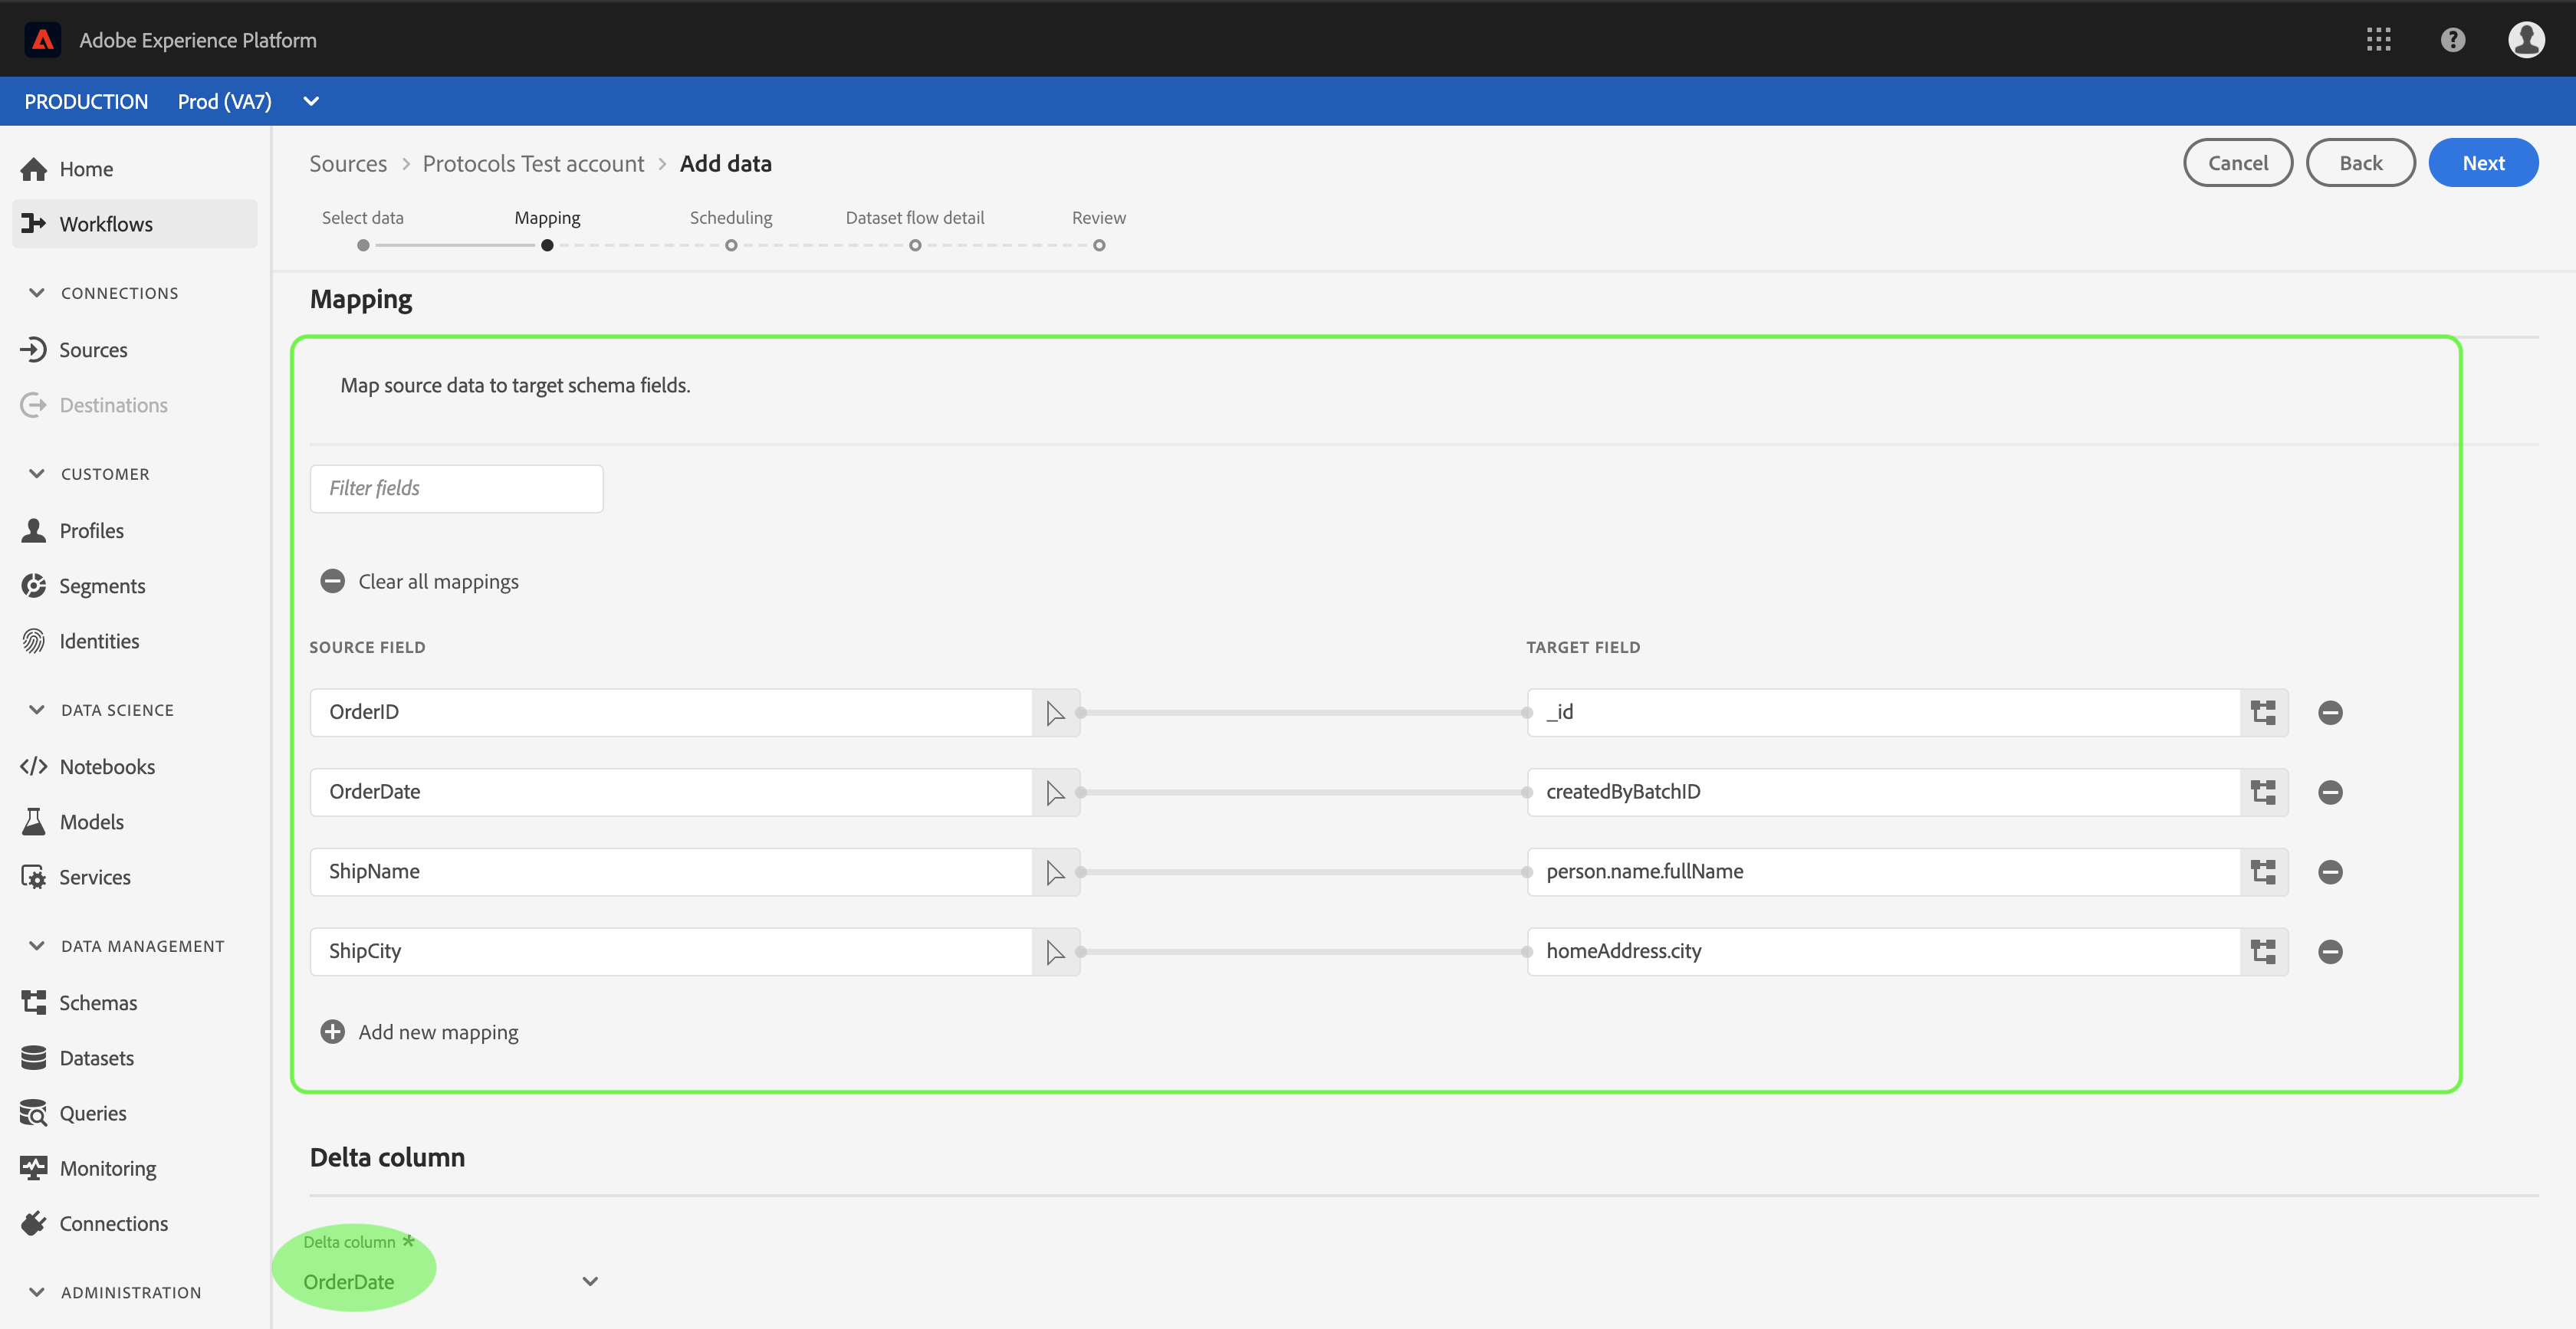 Adobe Experience Platform
PRODUCTION Prod (VA7)
Home
Workflows
CONNECTIONS
Sources
Destinations
CUSTOMER
Profiles
Segments
Identities
DATA SCIENCE
Notebooks
Models
Services
DATA MANAGEMENT
Schemas
Datasets
Queries
Monitoring
Connections
ADMINISTRATION
Sources > Protocols Test account > Add data
Cancel Back Next
Select data Mapping Scheduling Dataset flow detail Review
Mapping
Map source data to target schema fields.
Filter fields
Clear all mappings
SOURCE FIELD TARGET FIELD
OrderID _id
OrderDate createdByBatchID
ShipName person.name.fullName
ShipCity homeAddress.city
Add new mapping
Delta column
Delta column *
OrderDate